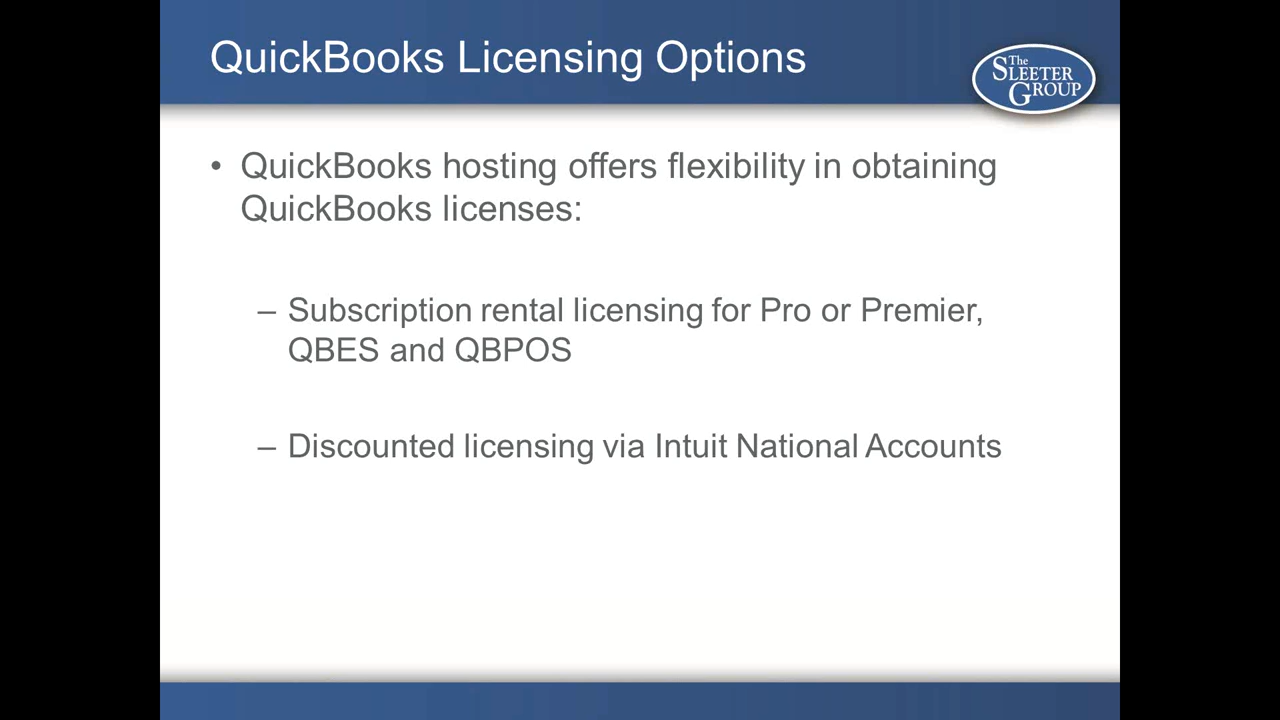 QuickBooks Licensing Options
The
SLEETER
GROUP
• QuickBooks hosting offers flexibility in obtaining
QuickBooks licenses:
– Subscription rental licensing for Pro or Premier,
QBES and QBPOS
– Discounted licensing via Intuit National Accounts